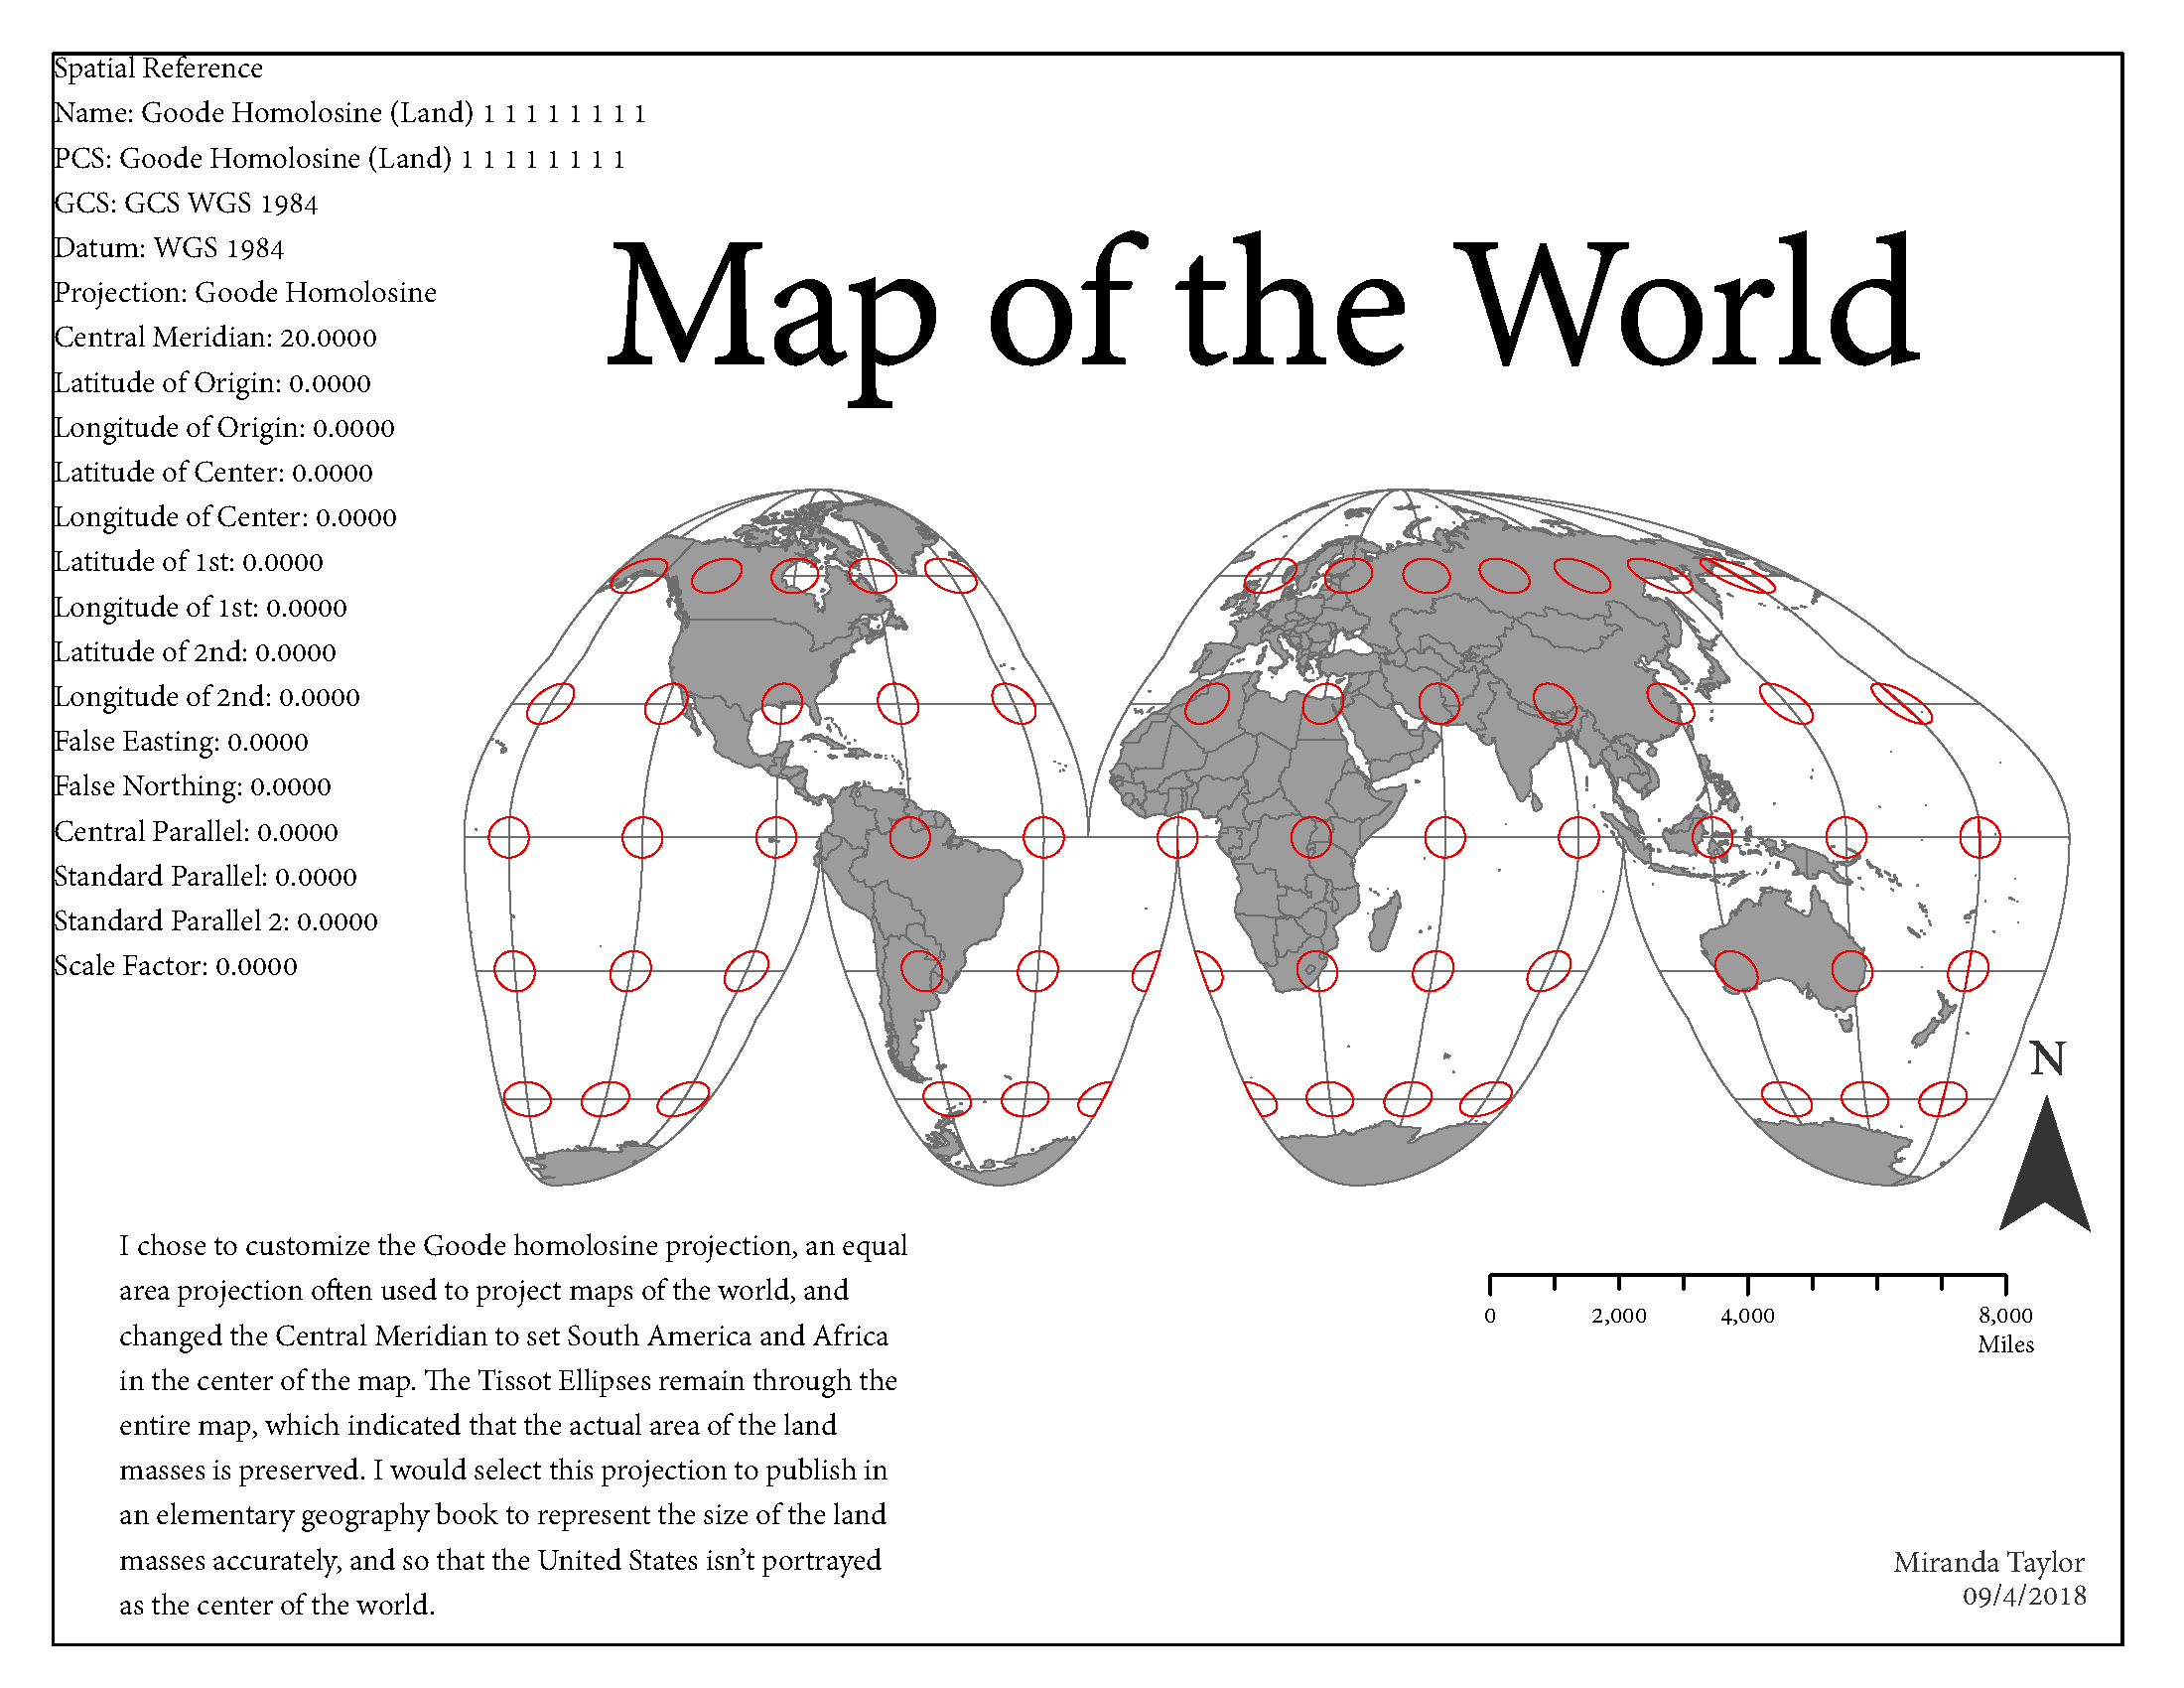 Spatial Reference
Name: Goode Homolosine (Land) 1 1 1 1 1 1 1 1
PCS: Goode Homolosine (Land) 1 1 1 1 1 1 1 1
GCS: GCS WGS 1984
Datum: WGS 1984
Projection: Goode Homolosine
Central Meridian: 20.0000
Latitude of Origin: 0.0000
Longitude of Origin: 0.0000
Latitude of Center: 0.0000
Longitude of Center: 0.0000
Latitude of 1st: 0.0000
Longitude of 1st: 0.0000
Latitude of 2nd: 0.0000
Longitude of 2nd: 0.0000
False Easting: 0.0000
False Northing: 0.0000
Central Parallel: 0.0000
Standard Parallel: 0.0000
Standard Parallel 2: 0.0000
Scale Factor: 0.0000
Map of the World
N
I chose to customize the Goode homolosine projection, an equal
area projection often used to project maps of the world, and
changed the Central Meridian to set South America and Africa
in the center of the map. The Tissot Ellipses remain through the
entire map, which indicated that the actual area of the land
masses is preserved. I would select this projection to publish in
an elementary geography book to represent the size of the land
masses accurately, and so that the United States isn't portrayed
as the center of the world.
0 2,000 4,000 8,000
Miles
Miranda Taylor
09/4/2018